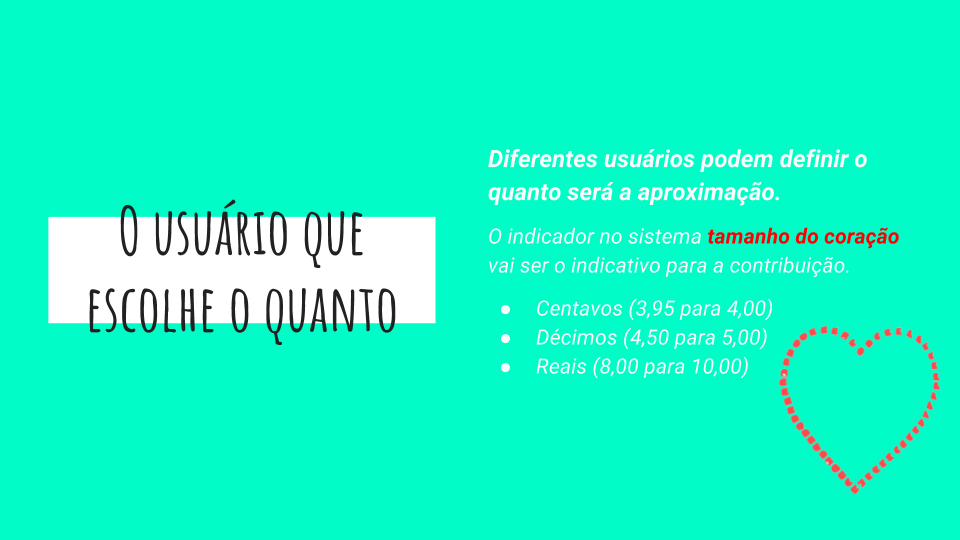 O usuário que
escolhe o quanto
Diferentes usuários podem definir o
quanto será a aproximação.
O indicador no sistema tamanho do coração
vai ser o indicativo para a contribuição.
● Centavos (3,95 para 4,00)
● Décimos (4,50 para 5,00)
● Reais (8,00 para 10,00)